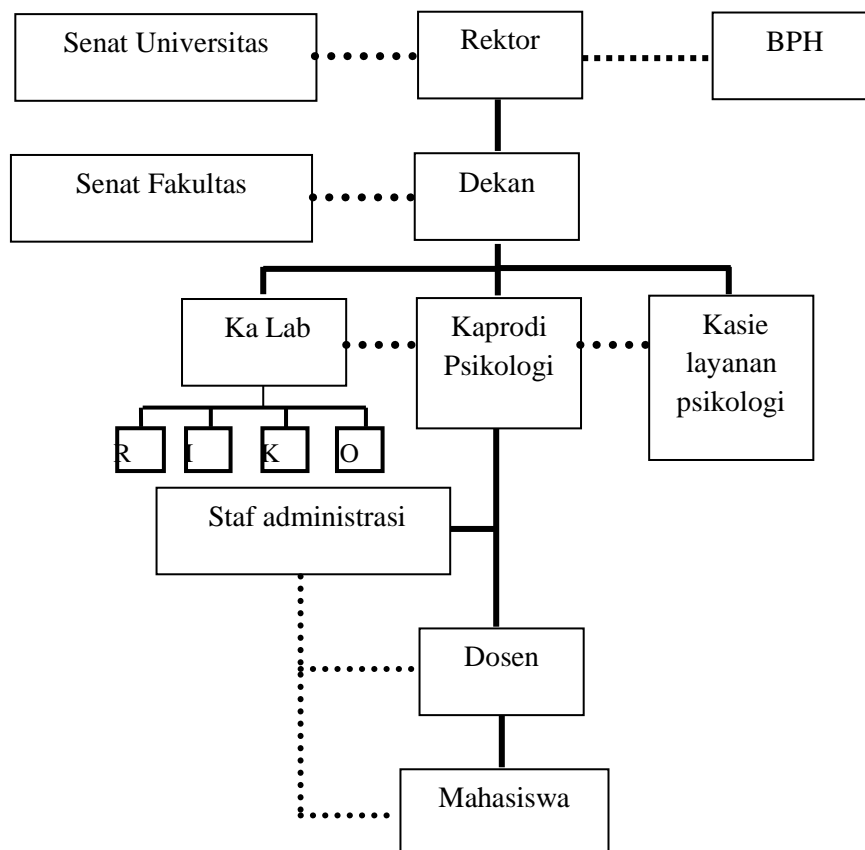 Senat Universitas
Rektor
BPH
Senat Fakultas
Dekan
Ka Lab
Kaprodi
Psikologi
Kasie
layanan
psikologi
R
I
K
O
Staf administrasi
Dosen
Mahasiswa